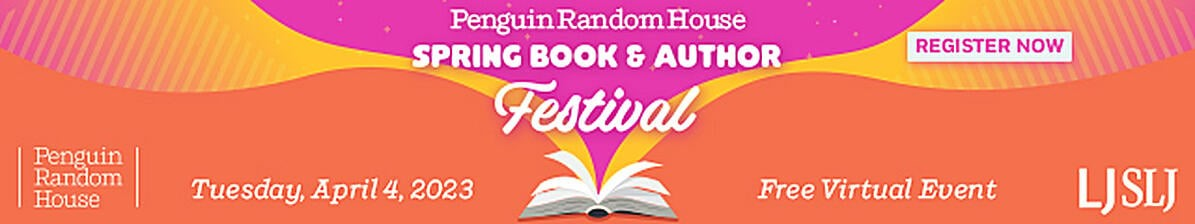 Penguin Random House
SPRING BOOK & AUTHOR
REGISTER NOW
Festival
Penguin
Random
House
Tuesday, April 4, 2023
Free Virtual Event
LJ SLJ